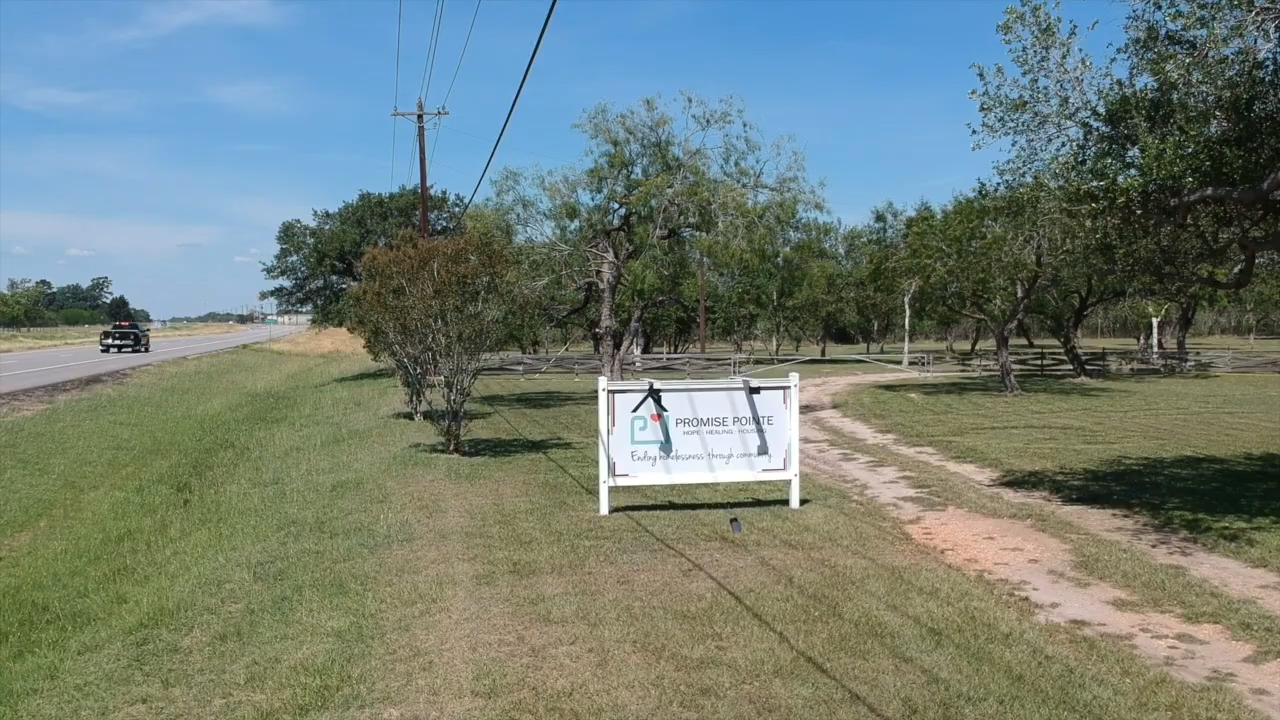 PROMISE POINTE
HOPE · HEALING · HOUSING
Ending homelessness through community